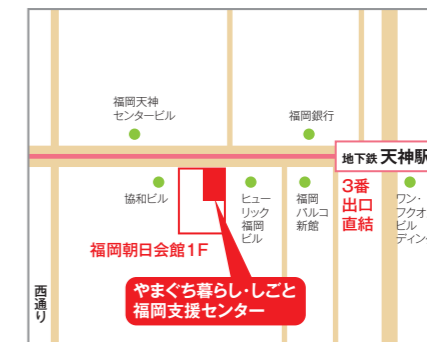 福岡天神
センタービル
福岡銀行
地下鉄 天神駅
協和ビル
ヒュー
リック
福岡
ビル
福岡
パルコ
新館
3番
出口
直結
ワン・
フクオ
ビル
ディン
福岡朝日会館1F
西通り
やまぐち暮らし・しごと
福岡支援センター